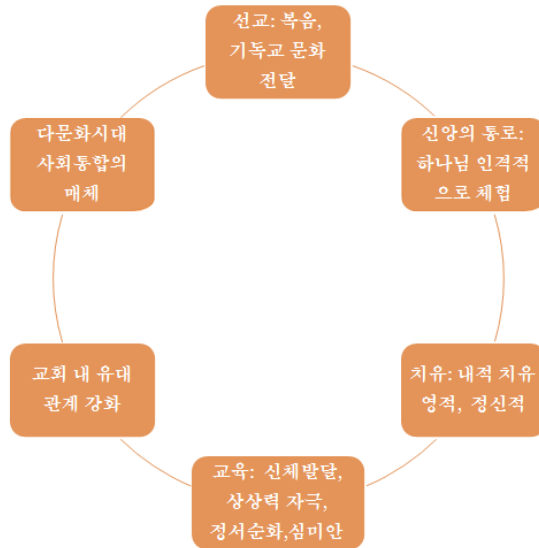 선교: 복음,
기독교 문화
전달
신앙의 통로:
하나님 인격적
으로 체험
치유: 내적 치유
영적, 정신적
교육: 신체발달,
상상력 자극,
정서순화,심미안
교회 내 유대
관계 강화
다문화시대
사회통합의
매체